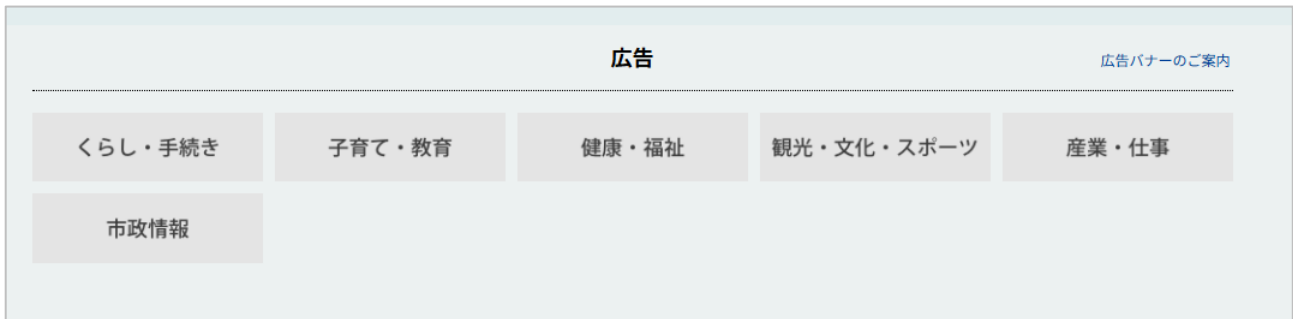 広告
広告バナーのご案内
くらし・手続き
子育て・教育
健康・福祉
観光・文化・スポーツ
産業・仕事
市政情報